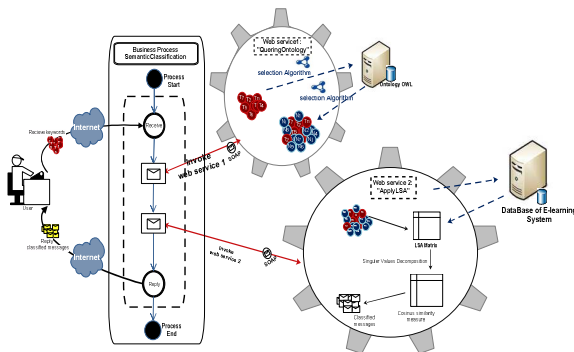 Business Process
SemanticClassification
Process
Start
Receive
Internet
Receive keywords
User
Reply
classified messages
Internet
Reply
Process
End
Invoke
web service 1
SOAP
Invoke
web service 2
SOAP
Web service1:
"QueringOntology"
selection Algorithm
selection Algorithm
Ontology OWL
Web service 2:
"ApplyLSA"
LSA Matrix
Singular Values Decomposition
Cosinus similarity
measure
Classified
messages
DataBase of E-learning
System